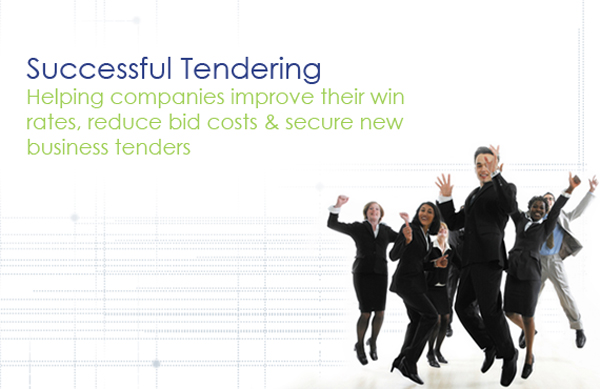 Successful Tendering
Helping companies improve their win
rates, reduce bid costs & secure new
business tenders